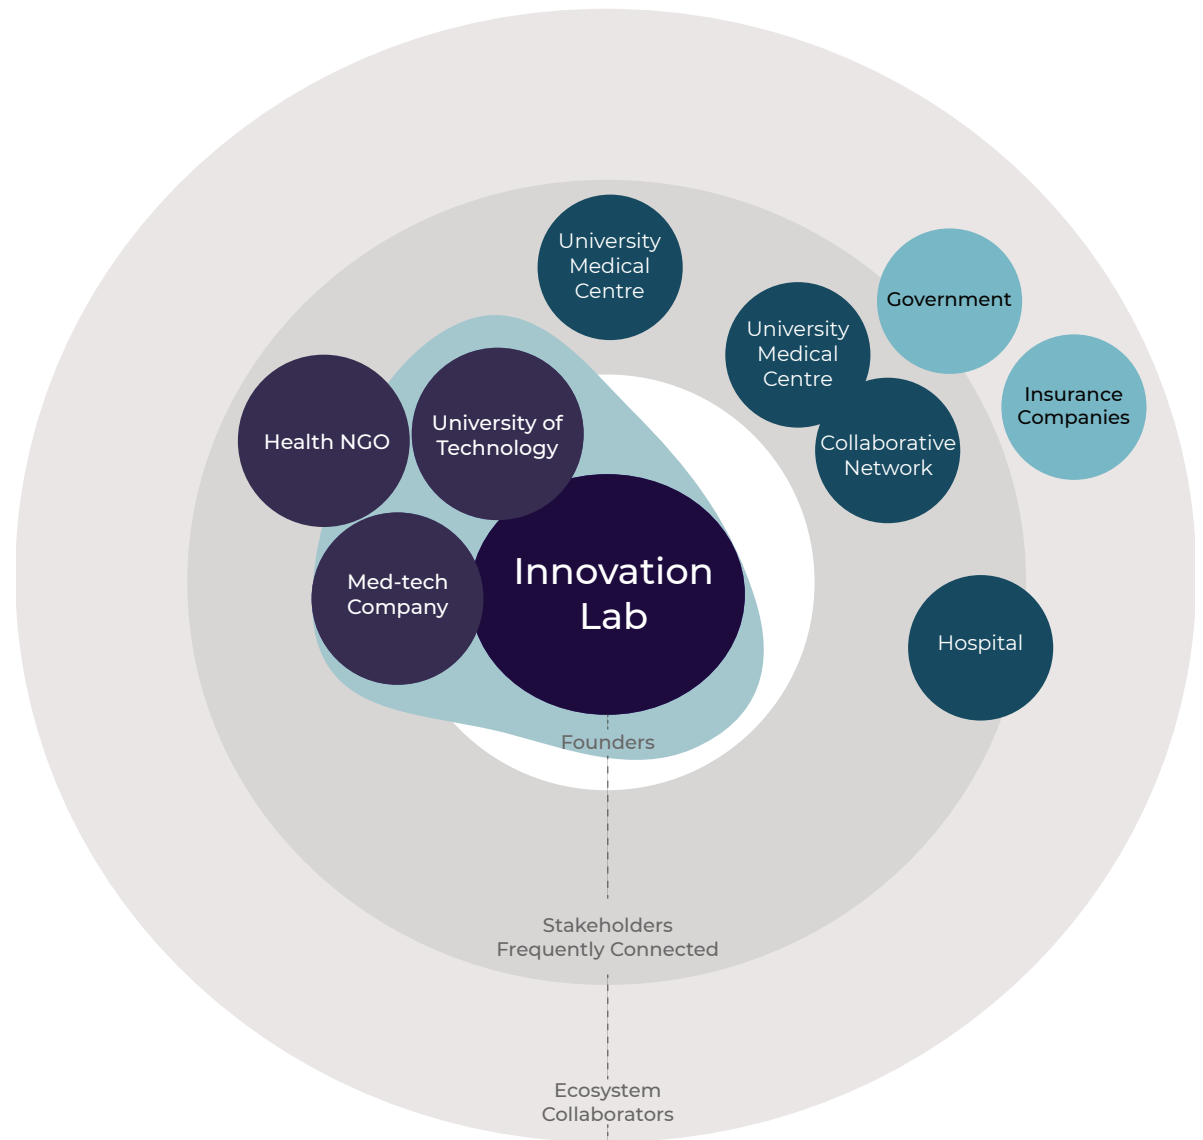 University
Medical
Centre
Government
University
Medical
Centre
Insurance
Companies
Health NGO
University of
Technology
Collaborative
Network
Med-tech
Company
Innovation
Lab
Hospital
Founders
Stakeholders
Frequently Connected
Ecosystem
Collaborators